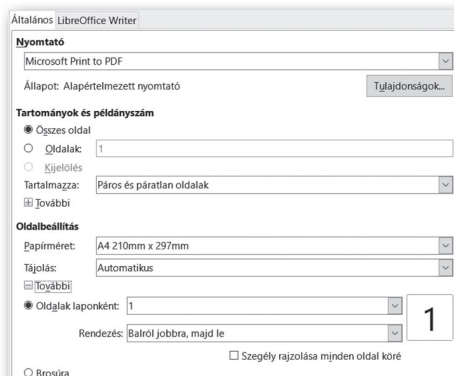 Általános LibreOffice Writer
Nyomtató
Microsoft Print to PDF
Állapot: Alapértelmezett nyomtató Tulajdonságok...
Tartományok és példányszám
Összes oldal
Oldalak: 1
Kijelölés
Tartalmazza: Páros és páratlan oldalak
További
Oldalbeállítás
Papírméret: A4 210mm x 297mm
Tájolás: Automatikus
További
Oldalak laponként: 1
1
Rendezés: Balról jobbra, majd le
Szegély rajzolása minden oldal köré
Brosúra